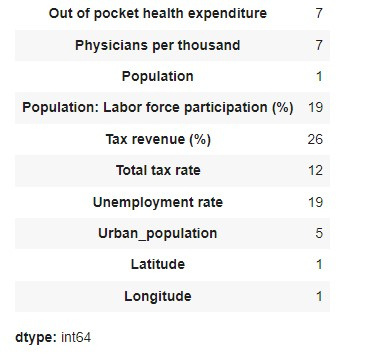 Out of pocket health expenditure 7
Physicians per thousand 7
Population 1
Population: Labor force participation (%) 19
Tax revenue (%) 26
Total tax rate 12
Unemployment rate 19
Urban_population 5
Latitude 1
Longitude 1
dtype: int64